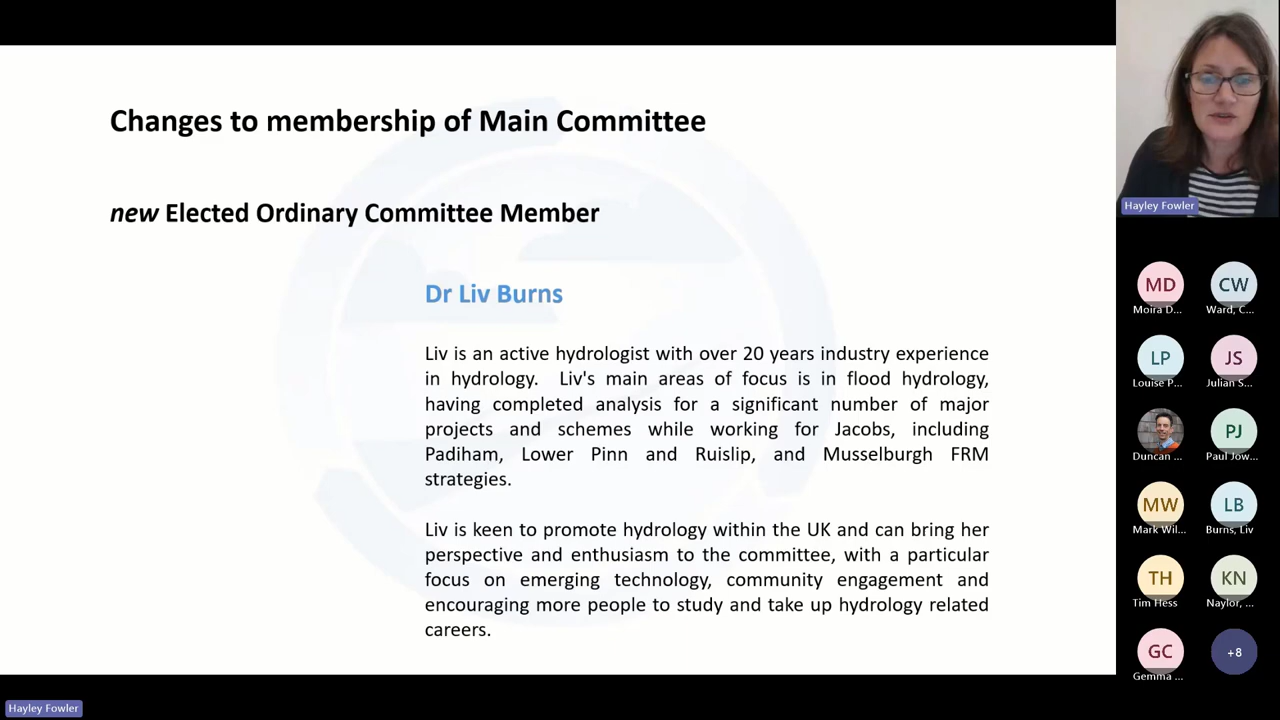 Changes to membership of Main Committee
new Elected Ordinary Committee Member
Dr Liv Burns
Liv is an active hydrologist with over 20 years industry experience
in hydrology. Liv's main areas of focus is in flood hydrology,
having completed analysis for a significant number of major
projects and schemes while working for Jacobs, including
Padiham, Lower Pinn and Ruislip, and Musselburgh FRM
strategies.
Liv is keen to promote hydrology within the UK and can bring her
perspective and enthusiasm to the committee, with a particular
focus on emerging technology, community engagement and
encouraging more people to study and take up hydrology related
careers.
Hayley Fowler
MD
CW
Moira D...
Ward, C...
LP
JS
Louise P...
Julian S...
PJ
Duncan ...
Paul Jow...
MW
LB
Mark Wil...
Burns, Liv
TH
KN
Tim Hess
Naylor, ...
GC
+8
Gemma ...
Hayley Fowler